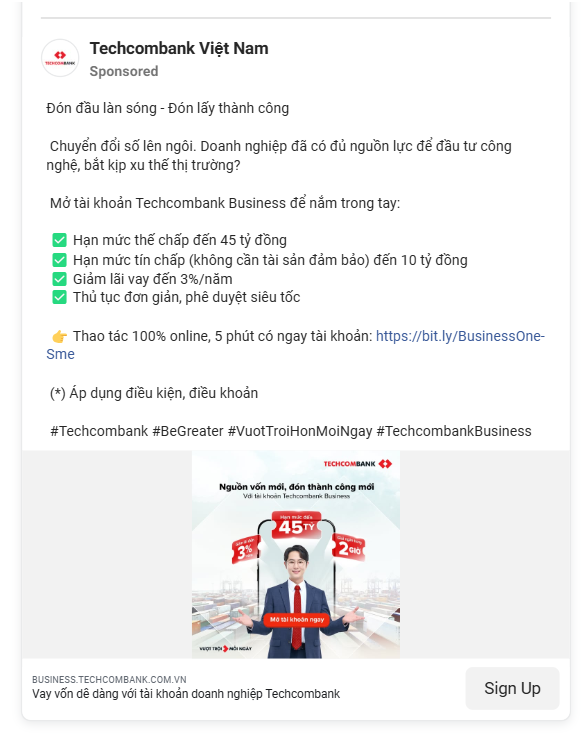 Techcombank Việt Nam
TECHCOMBANK
Sponsored
Đón đầu làn sóng - Đón lấy thành công
Chuyển đổi số lên ngôi. Doanh nghiệp đã có đủ nguồn lực để đầu tư công
nghệ, bắt kịp xu thế thị trường?
Mở tài khoản Techcombank Business để nắm trong tay:
✅ Hạn mức thế chấp đến 45 tỷ đồng
✅ Hạn mức tín chấp (không cần tài sản đảm bảo) đến 10 tỷ đồng
✅ Giảm lãi vay đến 3%/năm
✅ Thủ tục đơn giản, phê duyệt siêu tốc
👉 Thao tác 100% online, 5 phút có ngay tài khoản: https://bit.ly/BusinessOne-
Sme
(*) Áp dụng điều kiện, điều khoản
#Techcombank #BeGreater #VuotTroiHonMoiNgay #TechcombankBusiness
TECHCOMBANK
Nguồn vốn mới, đón thành công mới
Với tài khoản Techcombank Business
Hạn mức đến
45TỶ
3%
2GIỜ
Mở tài khoản ngay
VƯỢT TRỘI MỖI NGÀY
BUSINESS.TECHCOMBANK.COM.VN
Vay vốn dễ dàng với tài khoản doanh nghiệp Techcombank
Sign Up